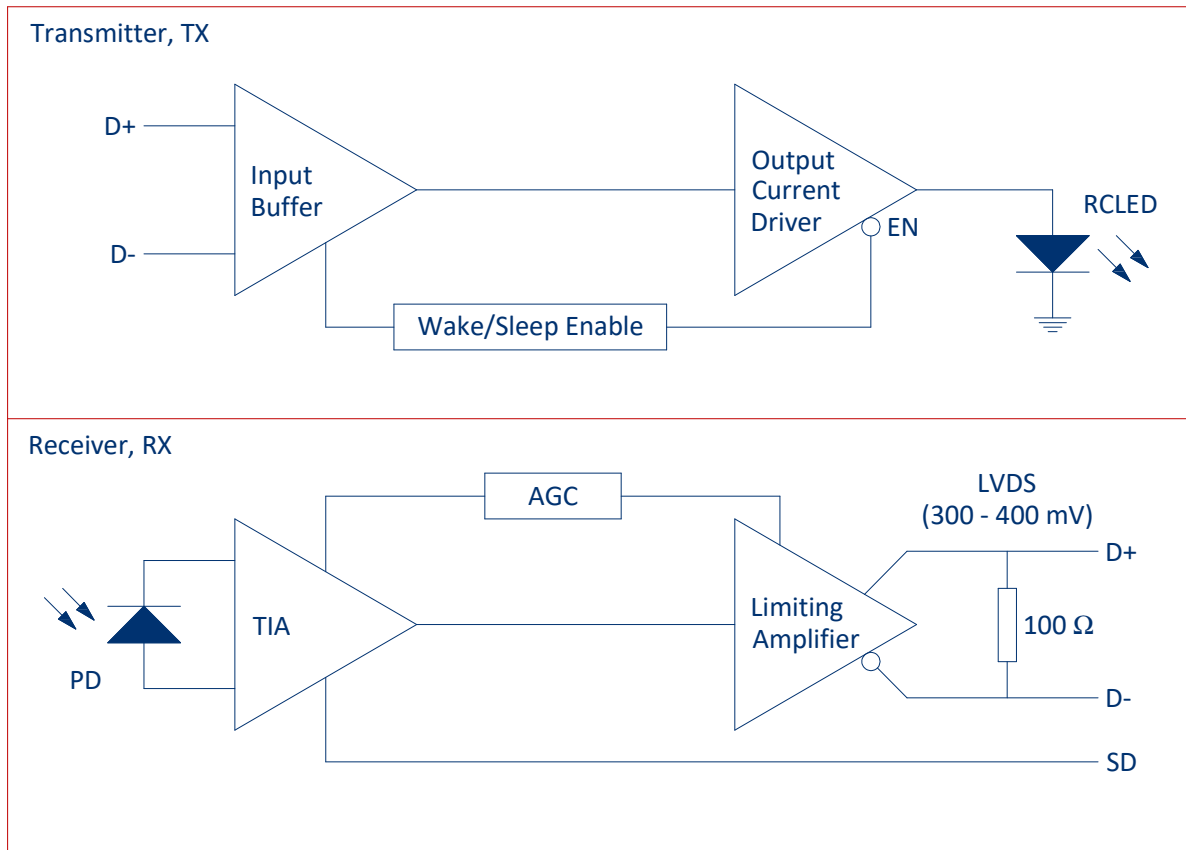 Transmitter, TX
D+
D-
Input
Buffer
Output
Current
Driver
EN
RCLED
Wake/Sleep Enable
Receiver, RX
AGC
LVDS
(300 - 400 mV)
D+
TIA
Limiting
Amplifier
100 Ω
PD
D-
SD